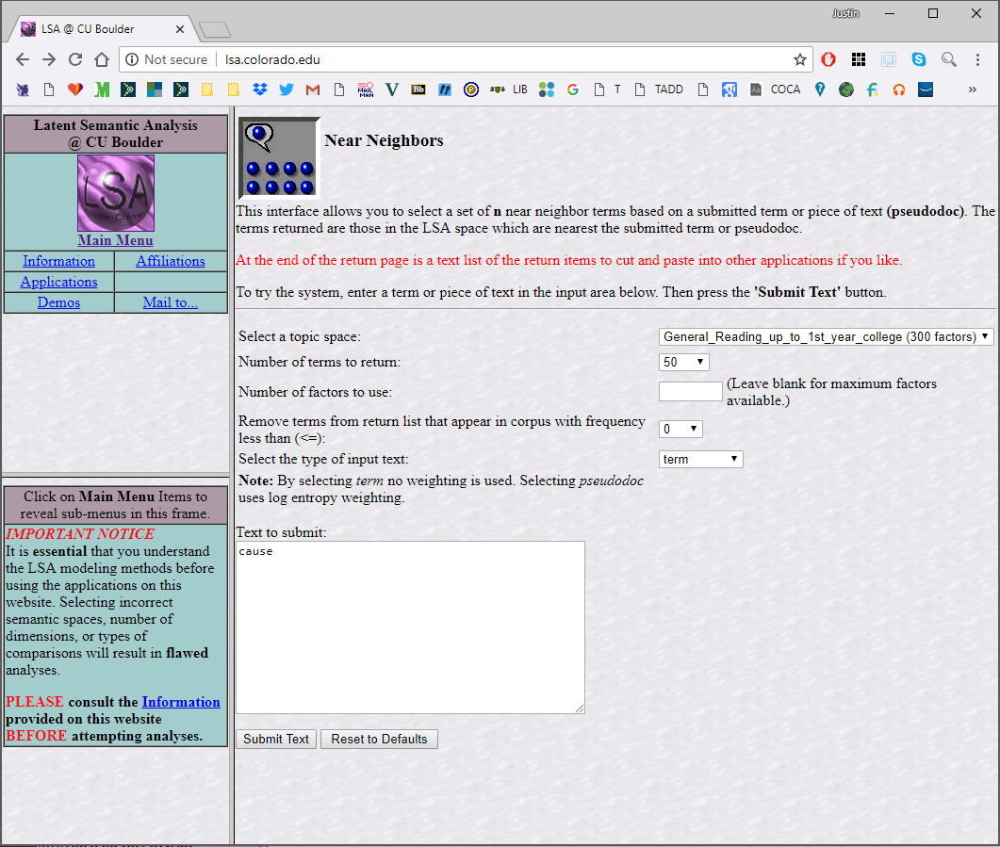 Justin
LSA @ CU Boulder
Not secure
lsa.colorado.edu
SEO
MAIL
MAN
Bb
LIB
G
T
TADD
COCA
»
Latent Semantic Analysis
@ CU Boulder
LSA
Main Menu
Information Affiliations
Applications
Demos Mail to...
Click on Main Menu Items to
reveal sub-menus in this frame.
IMPORTANT NOTICE
It is essential that you understand
the LSA modeling methods before
using the applications on this
website. Selecting incorrect
semantic spaces, number of
dimensions, or types of
comparisons will result in flawed
analyses.
PLEASE consult the Information
provided on this website
BEFORE attempting analyses.
Near Neighbors
This interface allows you to select a set of n near neighbor terms based on a submitted term or piece of text (pseudodoc). The
terms returned are those in the LSA space which are nearest the submitted term or pseudodoc.
At the end of the return page is a text list of the return items to cut and paste into other applications if you like.
To try the system, enter a term or piece of text in the input area below. Then press the 'Submit Text' button.
Select a topic space: General_Reading_up_to_1st_year_college (300 factors)
Number of terms to return: 50
Number of factors to use: (Leave blank for maximum factors
available.)
Remove terms from return list that appear in corpus with frequency
less than (<=): 0
Select the type of input text: term
Note: By selecting term no weighting is used. Selecting pseudodoc
uses log entropy weighting.
Text to submit:
cause
Submit Text Reset to Defaults